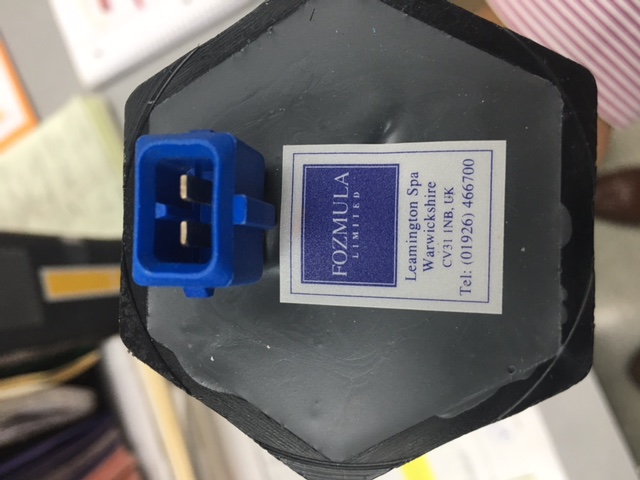 FOZMULA
LIMITED
Leamington Spa
Warwickshire
CV31 1NB, UK
Tel: (01926) 466700